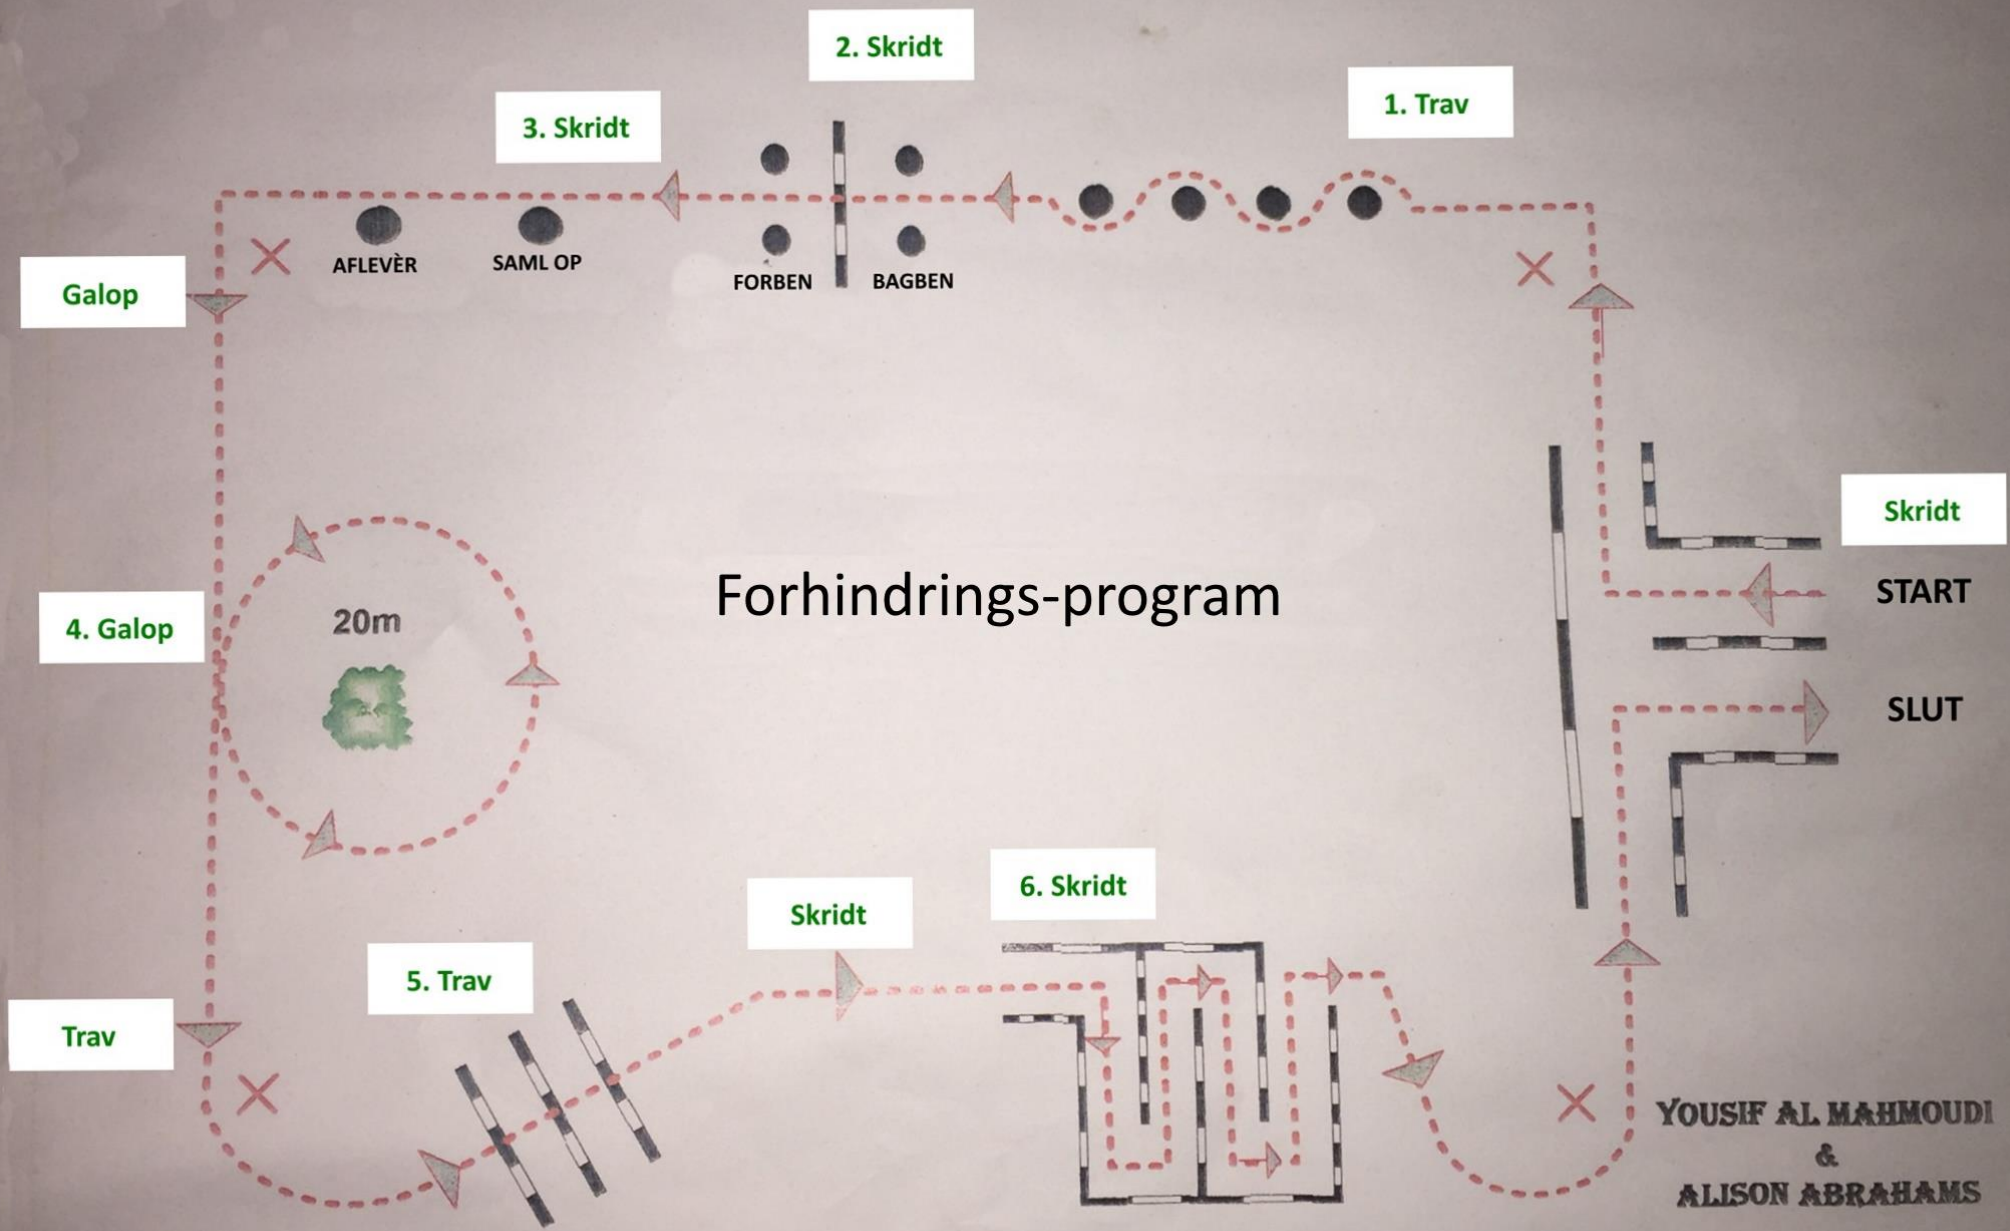 2. Skridt
3. Skridt
1. Trav
AFLEVÈR
SAML OP
FORBEN
BAGBEN
Galop
Skridt
START
20m
4. Galop
Forhindrings-program
SLUT
6. Skridt
Skridt
5. Trav
Trav
YOUSIF AL MAHMOUDI
&
ALISON ABRAHAMS